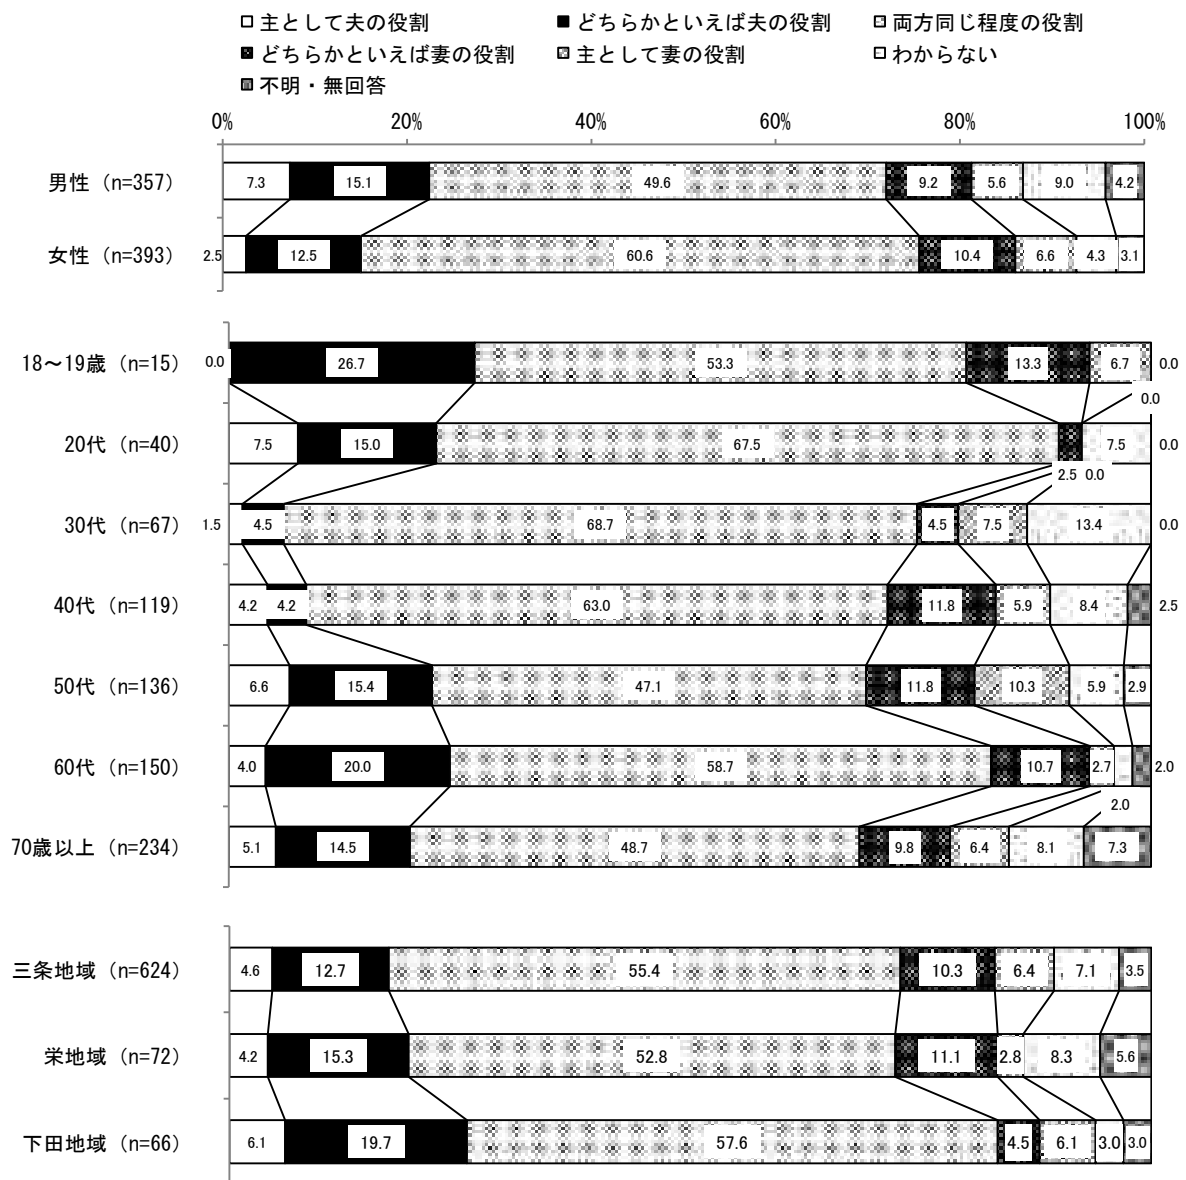 □主として夫の役割 ■どちらかといえば夫の役割 両方同じ程度の役割
どちらかといえば妻の役割 主として妻の役割 わからない
不明・無回答
0% 20% 40% 60% 80% 100%
男性（n=357） 7.3 15.1 49.6 9.2 5.6 9.0 4.2
女性（n=393） 2.5 12.5 60.6 10.4 6.6 4.3 3.1
18～19歳（n=15） 0.0 26.7 53.3 13.3 6.7 0.0
0.0
20代（n=40） 7.5 15.0 67.5 7.5 0.0
2.5 0.0
30代（n=67） 1.5 4.5 68.7 4.5 7.5 13.4 0.0
40代（n=119） 4.2 4.2 63.0 11.8 5.9 8.4 2.5
50代（n=136） 6.6 15.4 47.1 11.8 10.3 5.9 2.9
60代（n=150） 4.0 20.0 58.7 10.7 2.7 2.0
2.0
70歳以上（n=234） 5.1 14.5 48.7 9.8 6.4 8.1 7.3
三条地域（n=624） 4.6 12.7 55.4 10.3 6.4 7.1 3.5
栄地域（n=72） 4.2 15.3 52.8 11.1 2.8 8.3 5.6
下田地域（n=66） 6.1 19.7 57.6 4.5 6.1 3.0 3.0